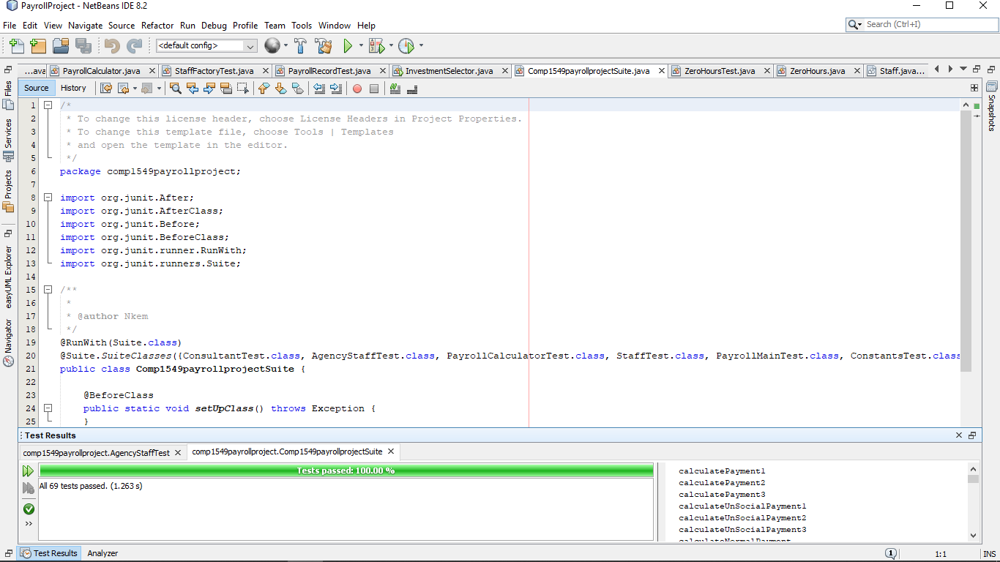 PayrollProject - NetBeans IDE 8.2
File Edit View Navigate Source Refactor Run Debug Profile Team Tools Window Help
Search (Ctrl+I)
<default config>
...ava PayrollCalculator.java StaffFactoryTest.java PayrollRecordTest.java InvestmentSelector.java Comp1549payrollprojectSuite.java ZeroHoursTest.java ZeroHours.java Staff.java...
Source History
Files
Services
Projects
easyUML Explorer
Navigator
Snapshots
1 /*
2 * To change this license header, choose License Headers in Project Properties.
3 * To change this template file, choose Tools | Templates
4 * and open the template in the editor.
5 */
6 package comp1549payrollproject;
7
8 import org.junit.After;
9 import org.junit.AfterClass;
10 import org.junit.Before;
11 import org.junit.BeforeClass;
12 import org.junit.runner.RunWith;
13 import org.junit.runners.Suite;
14
15 /**
16 *
17 * @author Nkem
18 */
19 @RunWith(Suite.class)
20 @Suite.SuiteClasses({ConsultantTest.class, AgencyStaffTest.class, PayrollCalculatorTest.class, StaffTest.class, PayrollMainTest.class, ConstantsTest.class
21 public class Comp1549payrollprojectSuite {
22
23 @BeforeClass
24 public static void setUpClass() throws Exception {
25 }
Test Results
comp1549payrollproject.AgencyStaffTest comp1549payrollproject.Comp1549payrollprojectSuite
Tests passed: 100.00 %
All 69 tests passed. (1.263 s)
calculatePayment1
calculatePayment2
calculatePayment3
calculateUnSocialPayment1
calculateUnSocialPayment2
calculateUnSocialPayment3
calculateNormalPayment
Test Results Analyzer
1 1:1 INS